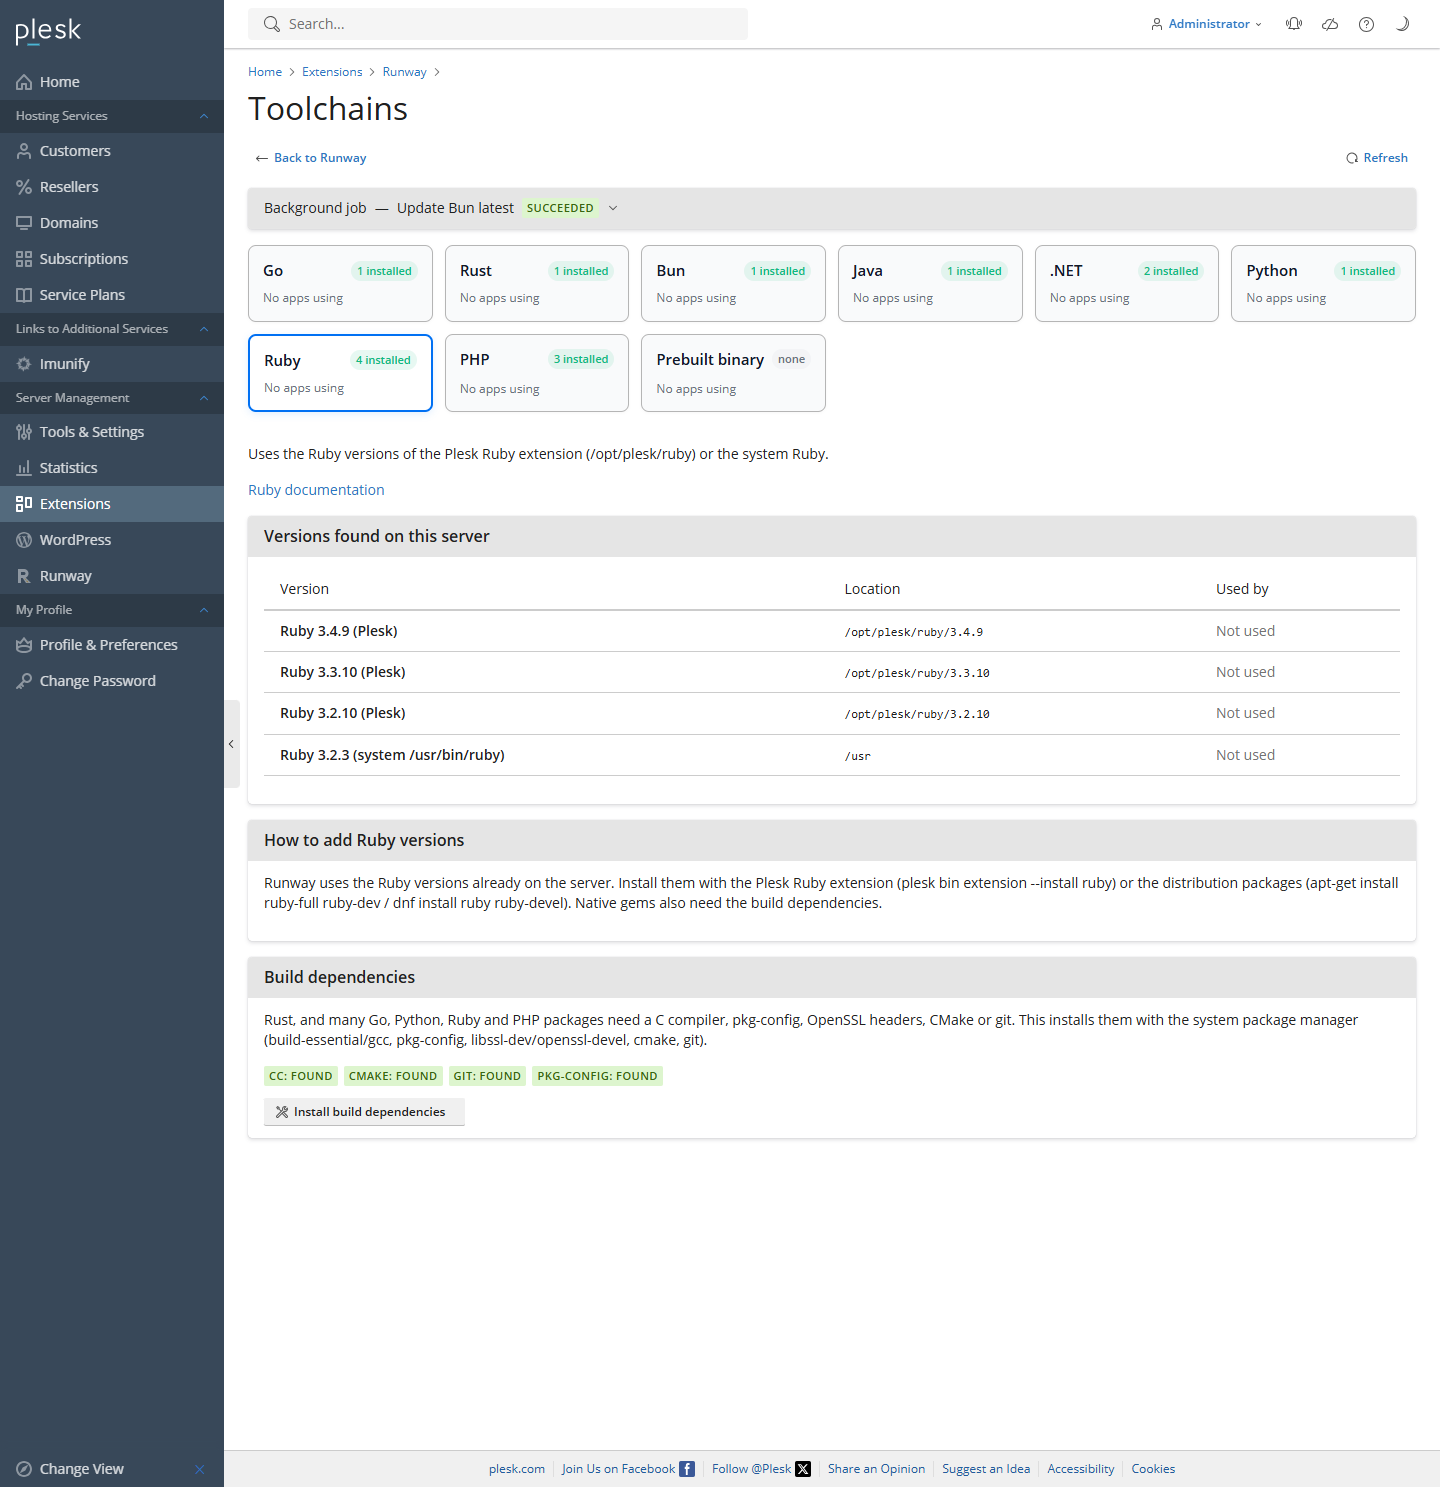 plesk
Search...
Administrator
Home
Hosting Services
Customers
Resellers
Domains
Subscriptions
Service Plans
Links to Additional Services
Imunify
Server Management
Tools & Settings
Statistics
Extensions
WordPress
Runway
My Profile
Profile & Preferences
Change Password
Change View
Home > Extensions > Runway >
Toolchains
Back to Runway
Refresh
Background job — Update Bun latest SUCCEEDED
Go 1 installed
No apps using
Rust 1 installed
No apps using
Bun 1 installed
No apps using
Java 1 installed
No apps using
.NET 2 installed
No apps using
Python 1 installed
No apps using
Ruby 4 installed
No apps using
PHP 3 installed
No apps using
Prebuilt binary none
No apps using
Uses the Ruby versions of the Plesk Ruby extension (/opt/plesk/ruby) or the system Ruby.
Ruby documentation
Versions found on this server
Version Location Used by
Ruby 3.4.9 (Plesk) /opt/plesk/ruby/3.4.9 Not used
Ruby 3.3.10 (Plesk) /opt/plesk/ruby/3.3.10 Not used
Ruby 3.2.10 (Plesk) /opt/plesk/ruby/3.2.10 Not used
Ruby 3.2.3 (system /usr/bin/ruby) /usr Not used
How to add Ruby versions
Runway uses the Ruby versions already on the server. Install them with the Plesk Ruby extension (plesk bin extension --install ruby) or the distribution packages (apt-get install
ruby-full ruby-dev / dnf install ruby ruby-devel). Native gems also need the build dependencies.
Build dependencies
Rust, and many Go, Python, Ruby and PHP packages need a C compiler, pkg-config, OpenSSL headers, CMake or git. This installs them with the system package manager
(build-essential/gcc, pkg-config, libssl-dev/openssl-devel, cmake, git).
CC: FOUND CMAKE: FOUND GIT: FOUND PKG-CONFIG: FOUND
Install build dependencies
plesk.com Join Us on Facebook Follow @Plesk Share an Opinion Suggest an Idea Accessibility Cookies